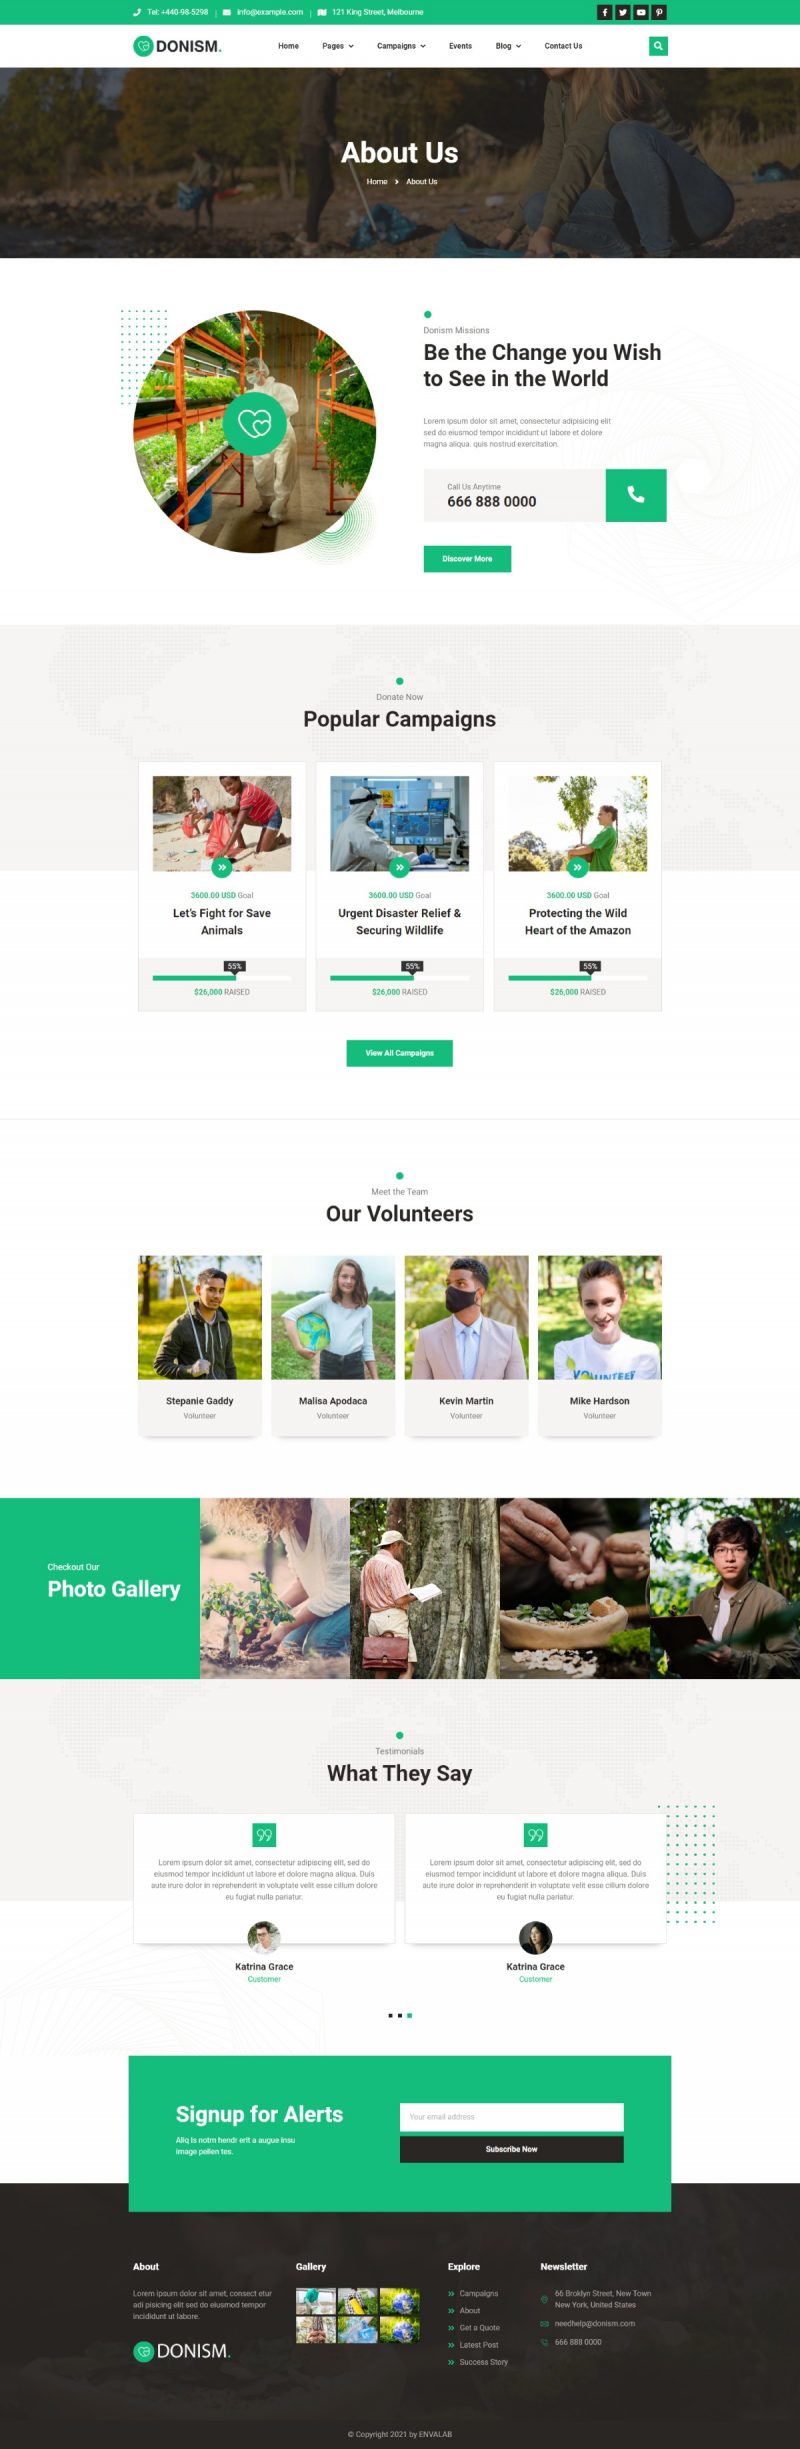 Tel: +440-98-5298 | info@example.com | 121 King Street, Melbourne
DONISM.
Home Pages Campaigns Events Blog Contact Us
About Us
Home About Us
Donism Missions
Be the Change you Wish
to See in the World
Lorem ipsum dolor sit amet, consectetur adipisicing elit
sed do eiusmod tempor incididunt ut labore et dolore
magna aliqua. quis nostrud exercitation.
Call Us Anytime
666 888 0000
Discover More
Donate Now
Popular Campaigns
3600.00 USD Goal
Let's Fight for Save
Animals
55%
$26,000 RAISED
3600.00 USD Goal
Urgent Disaster Relief &
Securing Wildlife
55%
$26,000 RAISED
3600.00 USD Goal
Protecting the Wild
Heart of the Amazon
55%
$26,000 RAISED
View All Campaigns
Meet the Team
Our Volunteers
Stepanie Gaddy
Volunteer
Malisa Apodaca
Volunteer
Kevin Martin
Volunteer
VOLUNTEER
Mike Hardson
Volunteer
Checkout Our
Photo Gallery
Testimonials
What They Say
Lorem ipsum dolor sit amet, consectetur adipiscing elit, sed do
eiusmod tempor incididunt ut labore et dolore magna aliqua. Duis
aute irure dolor in reprehenderit in voluptate velit esse cillum dolore
eu fugiat nulla pariatur.
Katrina Grace
Customer
Lorem ipsum dolor sit amet, consectetur adipiscing elit, sed do
eiusmod tempor incididunt ut labore et dolore magna aliqua. Duis
aute irure dolor in reprehenderit in voluptate velit esse cillum dolore
eu fugiat nulla pariatur.
Katrina Grace
Customer
Signup for Alerts
Aliq is notm hendr erit a augue insu
image pellen tes.
Your email address
Subscribe Now
About
Lorem ipsum dolor sit amet, consect etur
adi pisicing elit sed do eiusmod tempor
incididunt ut labore.
DONISM.
Gallery
Explore
Campaigns
About
Get a Quote
Latest Post
Success Story
Newsletter
66 Broklyn Street, New Town
New York, United States
needhelp@donism.com
666 888 0000
© Copyright 2021 by ENVALAB